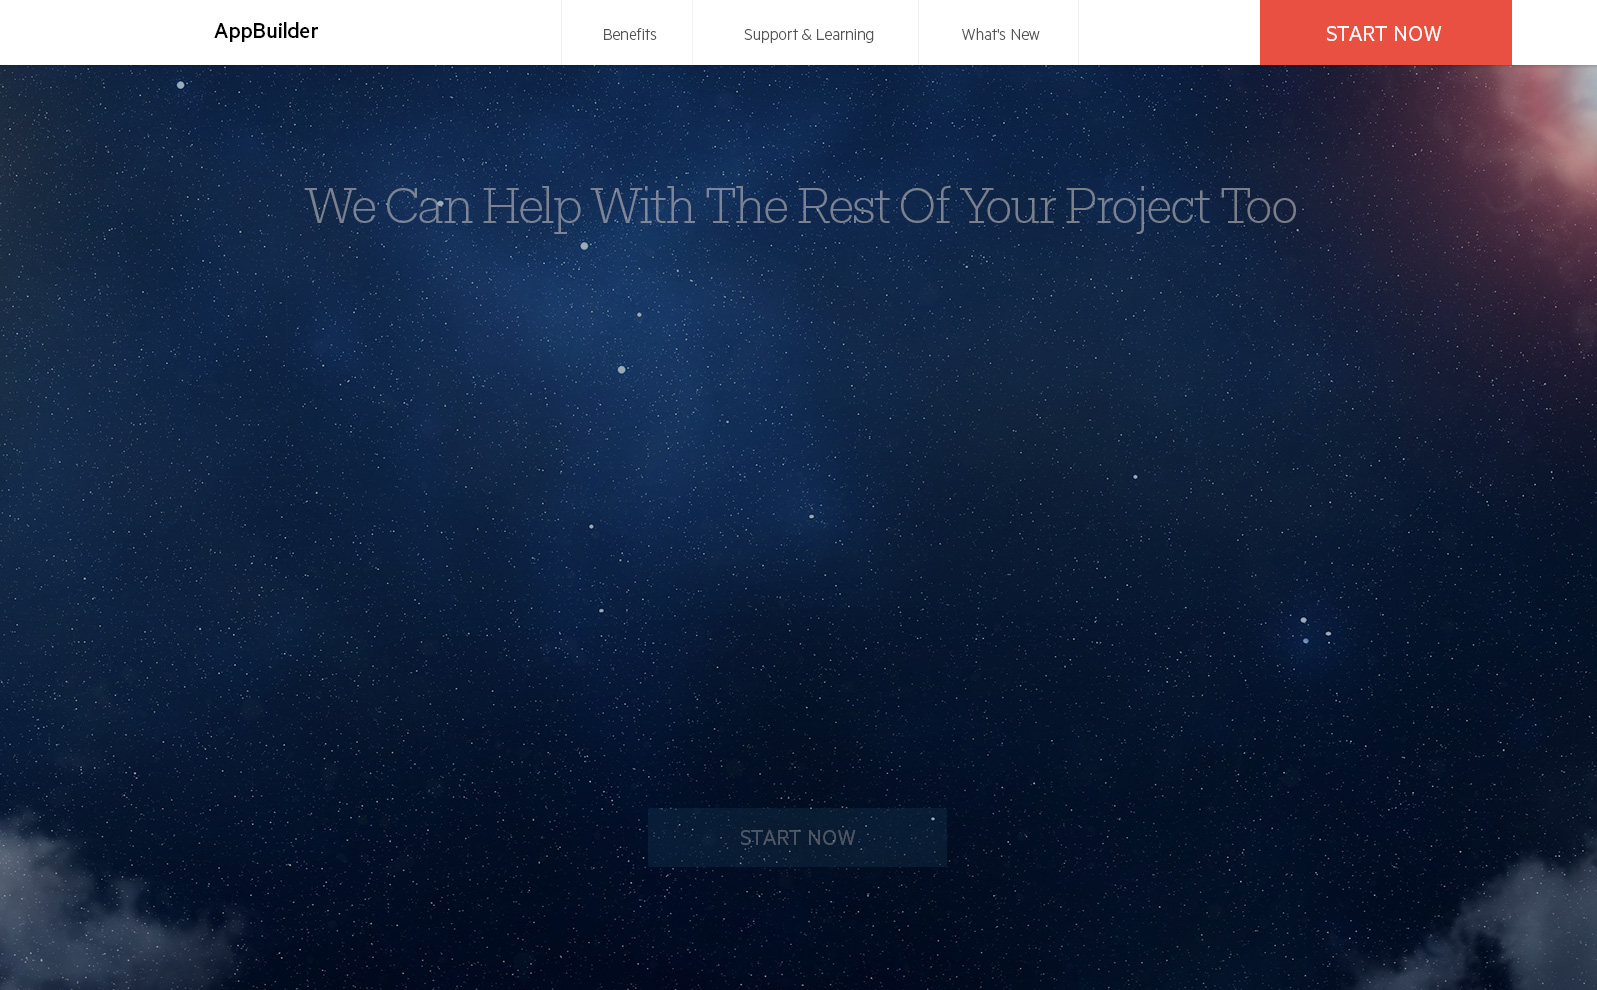 AppBuilder
Benefits
Support & Learning
What's New
START NOW
We Can Help With The Rest Of Your Project Too
START NOW